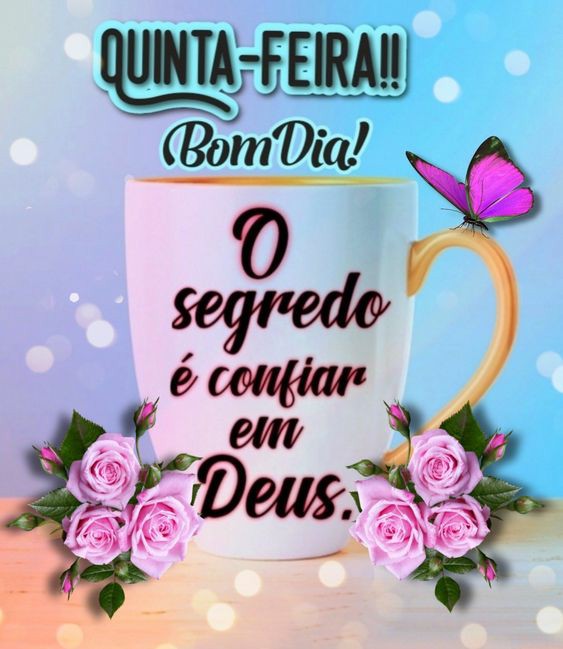 QUINTA-FEIRA!!
Bom Dia!
O
segredo
é confiar
em
Deus.